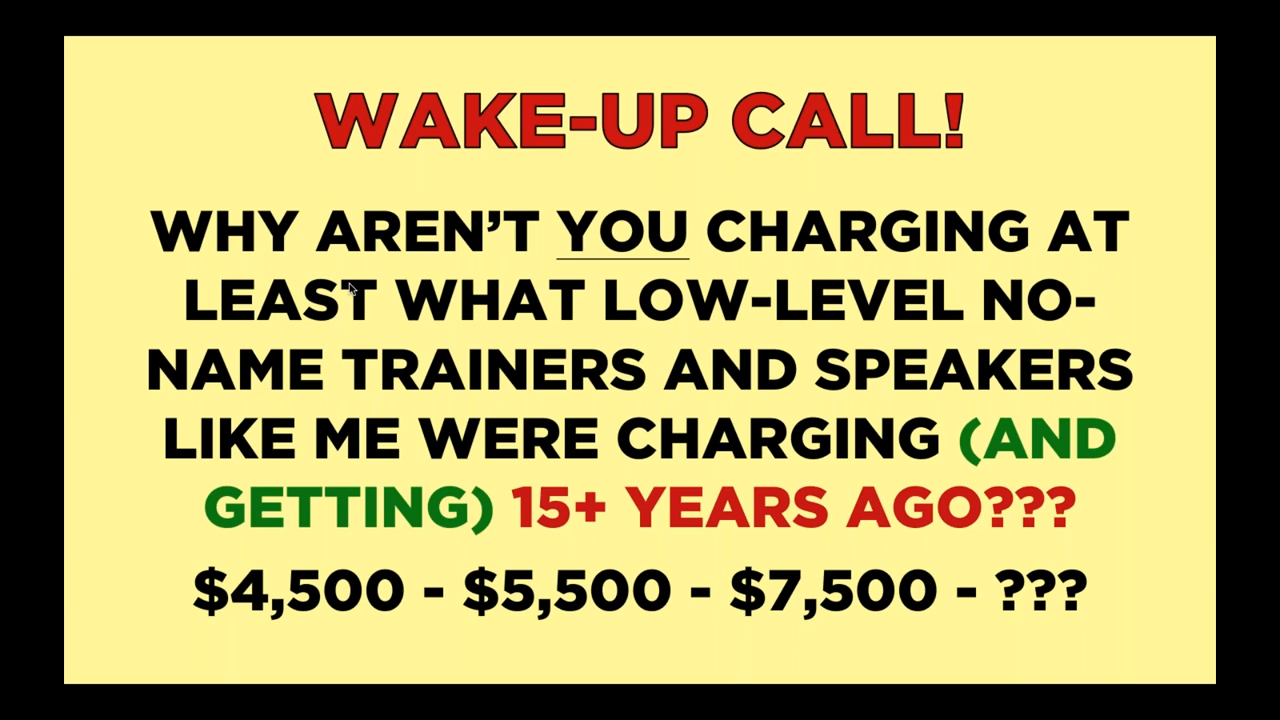 WAKE-UP CALL!
WHY AREN’T YOU CHARGING AT
LEAST WHAT LOW-LEVEL NO-
NAME TRAINERS AND SPEAKERS
LIKE ME WERE CHARGING (AND
GETTING) 15+ YEARS AGO???
$4,500 - $5,500 - $7,500 - ???